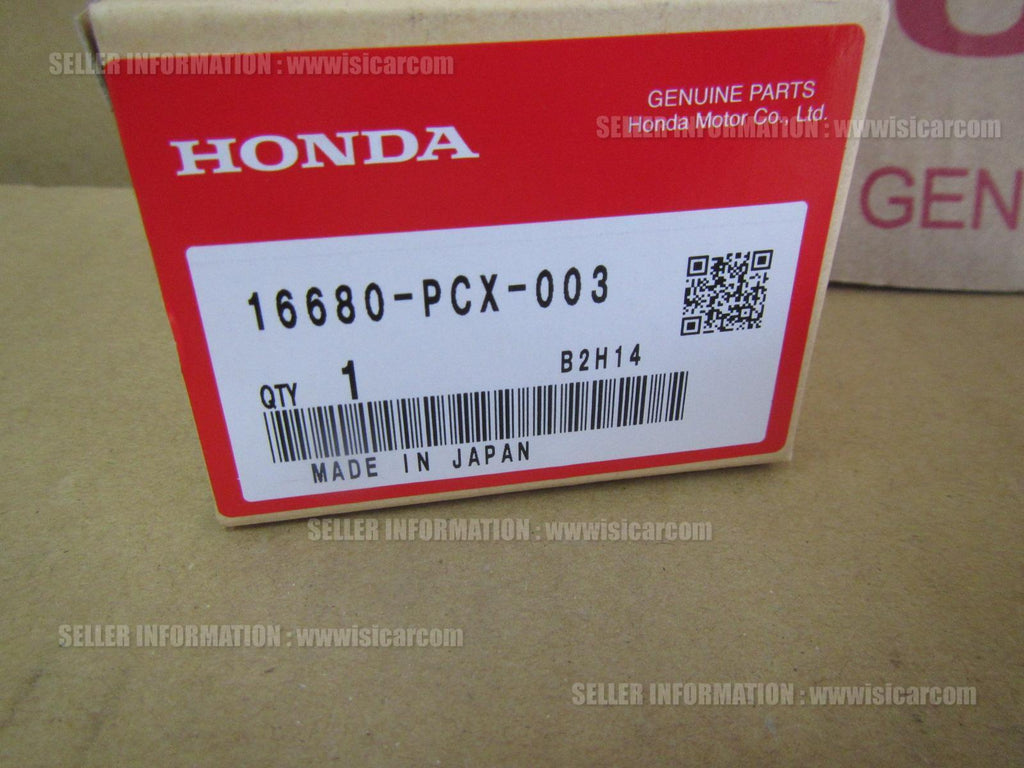 SELLER INFORMATION : wwwisicarcom
GENUINE PARTS
Honda Motor Co., Ltd.
SELLER INFORMATION : wwwisicarcom
HONDA
GEN
16680-PCX-003
B2H14
QTY 1
MADE IN JAPAN
SELLER INFORMATION : wwwisicarcom
SELLER INFORMATION : wwwisicarcom
SELLER INFORMATION : wwwisicarcom